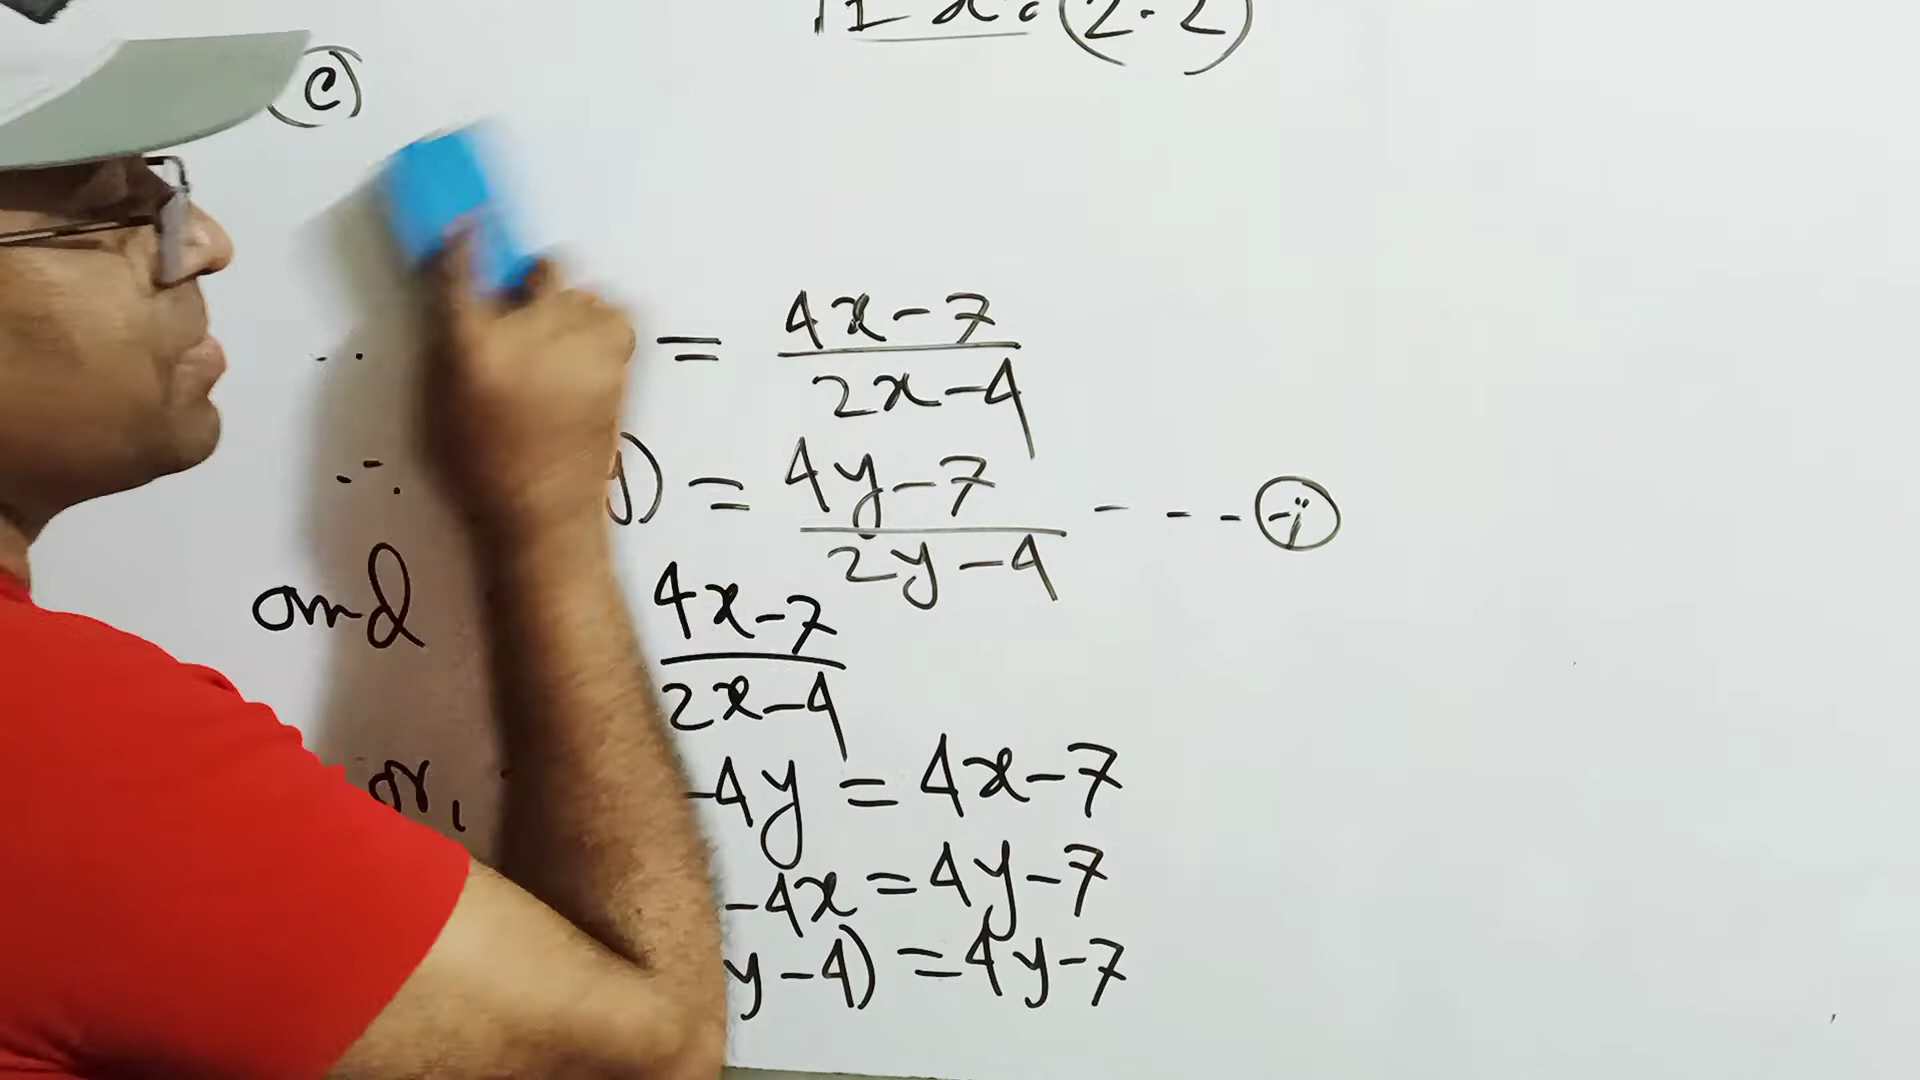 Ex: (2.2)
(c)
∴ = 4x-7 / 2x-4
∴ y) = 4y-7 / 2y-4 ---- (i)
and 4x-7 / 2x-4
or, -4y = 4x-7
-4x = 4y-7
y-4) = 4y-7